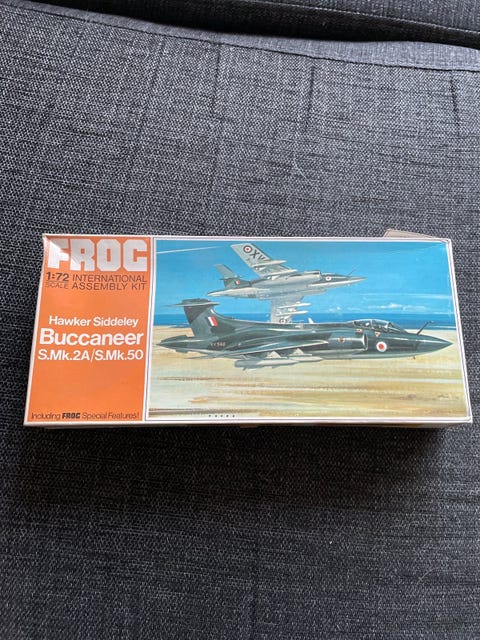 FROG
1:72 INTERNATIONAL
SCALE ASSEMBLY KIT
Hawker Siddeley
Buccaneer
S.Mk.2A/S.Mk.50
Including FROG Special Features!